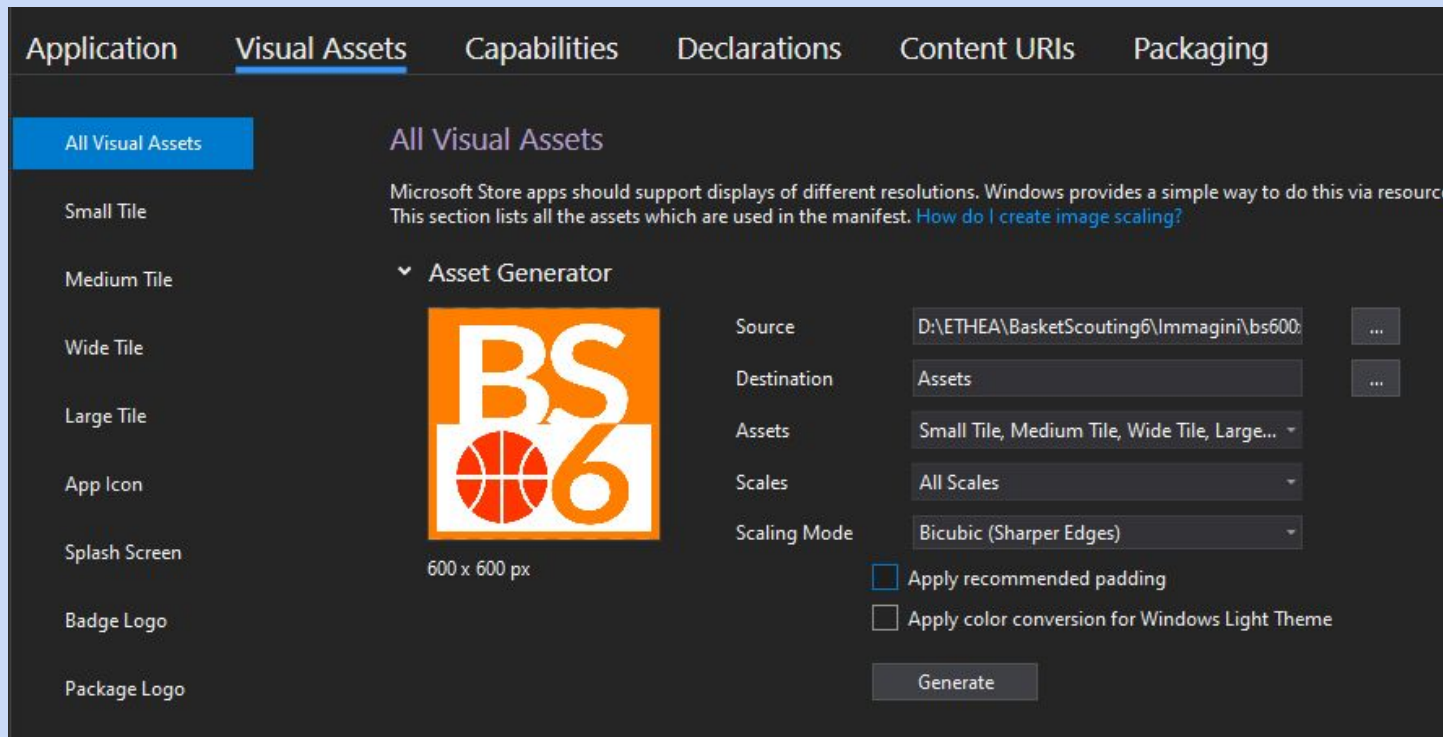 Application Visual Assets Capabilities Declarations Content URIs Packaging
All Visual Assets
Small Tile
Medium Tile
Wide Tile
Large Tile
App Icon
Splash Screen
Badge Logo
Package Logo
All Visual Assets
Microsoft Store apps should support displays of different resolutions. Windows provides a simple way to do this via resource
This section lists all the assets which are used in the manifest. How do I create image scaling?
Asset Generator
BS
6
600 x 600 px
Source D:\ETHEA\BasketScouting6\Immagini\bs600: ...
Destination Assets ...
Assets Small Tile, Medium Tile, Wide Tile, Large...
Scales All Scales
Scaling Mode Bicubic (Sharper Edges)
Apply recommended padding
Apply color conversion for Windows Light Theme
Generate